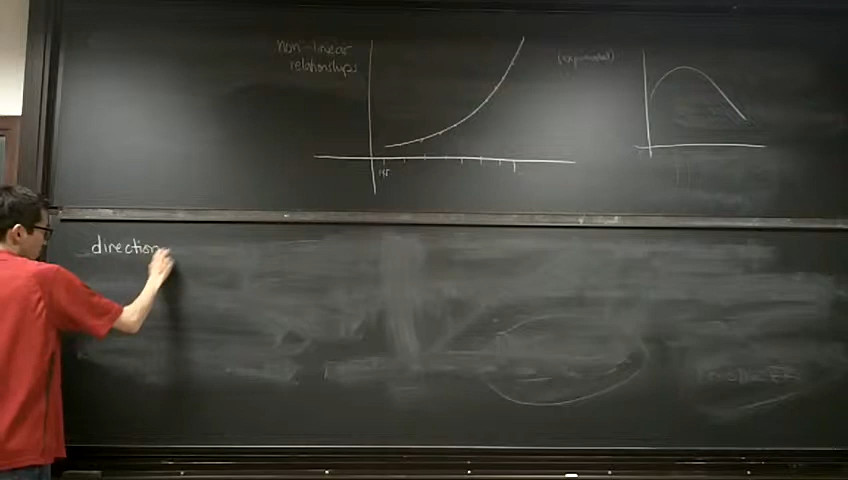 non-linear
relationships
(exponential)
direction